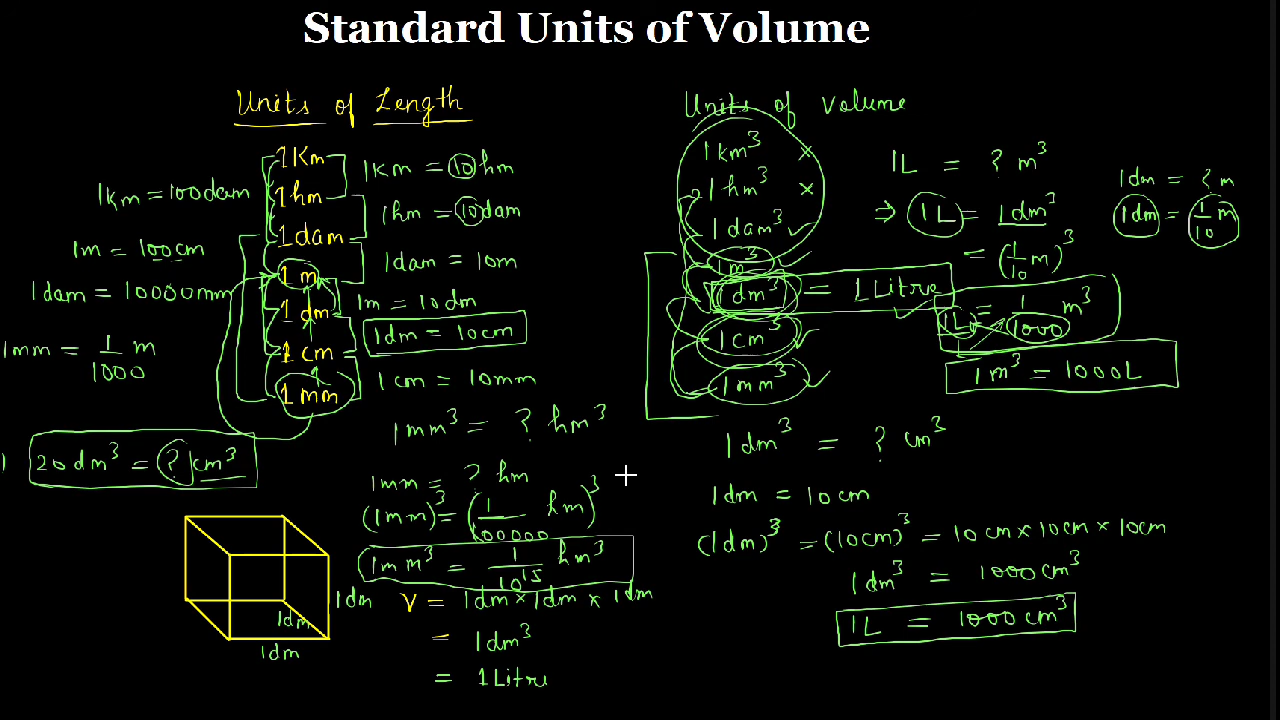 Standard Units of Volume
Units of Length
1Km
1hm
1dam
1m
1dm
1cm
1mm
1Km = 10hm
1hm = 10dam
1dam = 10m
1m = 10dm
1dm = 10cm
1cm = 10mm
1Km = 100dam
1m = 100cm
1dam = 10000mm
1mm = 1/1000 m
20dm³ = ? cm³
1mm³ = ? hm³
1mm = ? hm
(1mm)³ = (1/100000 hm)³
1mm³ = 1/10¹⁵ hm³
1dm
1dm
1dm
V = 1dm × 1dm × 1dm
= 1dm³
= 1Litre
Units of Volume
1km³ ×
1hm³ ×
1dam³ ✓
1m³ ✓
1dm³ = 1Litre ✓
1cm³ ✓
1mm³ ✓
1L = ? m³
⇒ 1L = 1dm³
= (1/10 m)³
1L = 1/1000 m³
1m³ = 1000L
1dm = ? m
1dm = 1/10 m
1dm³ = ? cm³
1dm = 10cm
(1dm)³ = (10cm)³ = 10cm × 10cm × 10cm
1dm³ = 1000cm³
1L = 1000cm³